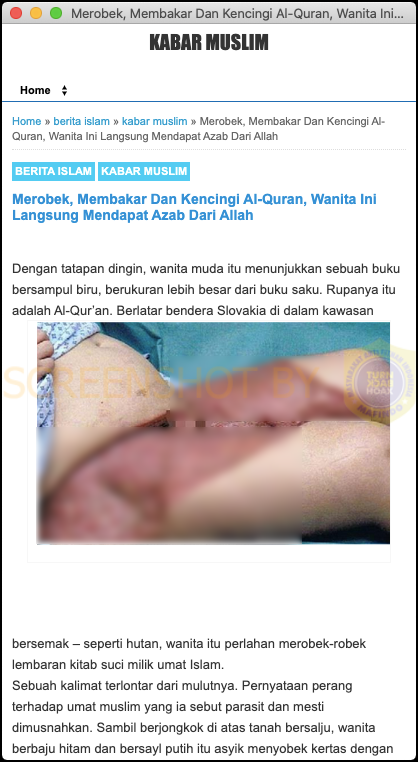 Merobek, Membakar Dan Kencingi Al-Quran, Wanita Ini...
KABAR MUSLIM
Home
Home » berita islam » kabar muslim » Merobek, Membakar Dan Kencingi Al-
Quran, Wanita Ini Langsung Mendapat Azab Dari Allah
BERITA ISLAM KABAR MUSLIM
Merobek, Membakar Dan Kencingi Al-Quran, Wanita Ini
Langsung Mendapat Azab Dari Allah
Dengan tatapan dingin, wanita muda itu menunjukkan sebuah buku
bersampul biru, berukuran lebih besar dari buku saku. Rupanya itu
adalah Al-Qur’an. Berlatar bendera Slovakia di dalam kawasan
SCREENSHOT BY
TURN
BACK
HOAX
MAFINDO
bersemak – seperti hutan, wanita itu perlahan merobek-robek
lembaran kitab suci milik umat Islam.
Sebuah kalimat terlontar dari mulutnya. Pernyataan perang
terhadap umat muslim yang ia sebut parasit dan mesti
dimusnahkan. Sambil berjongkok di atas tanah bersalju, wanita
berbaju hitam dan bersayl putih itu asyik menyobek kertas dengan